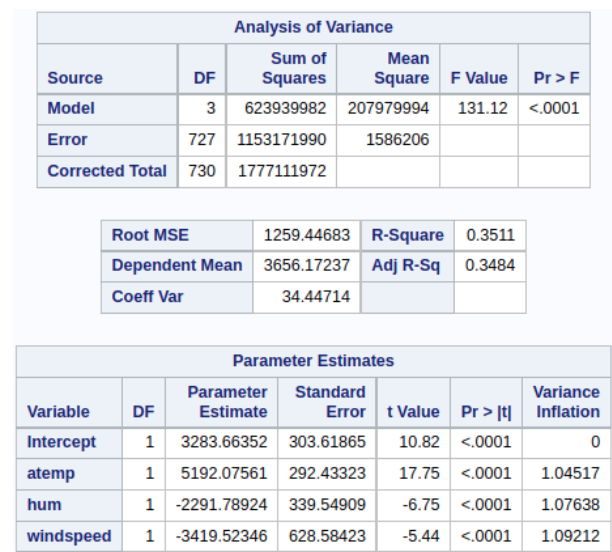 Analysis of Variance
Source DF Sum of Squares Mean Square F Value Pr > F
Model 3 623939982 207979994 131.12 <.0001
Error 727 1153171990 1586206
Corrected Total 730 1777111972
Root MSE 1259.44683 R-Square 0.3511
Dependent Mean 3656.17237 Adj R-Sq 0.3484
Coeff Var 34.44714
Parameter Estimates
Variable DF Parameter Estimate Standard Error t Value Pr > |t| Variance Inflation
Intercept 1 3283.66352 303.61865 10.82 <.0001 0
atemp 1 5192.07561 292.43323 17.75 <.0001 1.04517
hum 1 -2291.78924 339.54909 -6.75 <.0001 1.07638
windspeed 1 -3419.52346 628.58423 -5.44 <.0001 1.09212